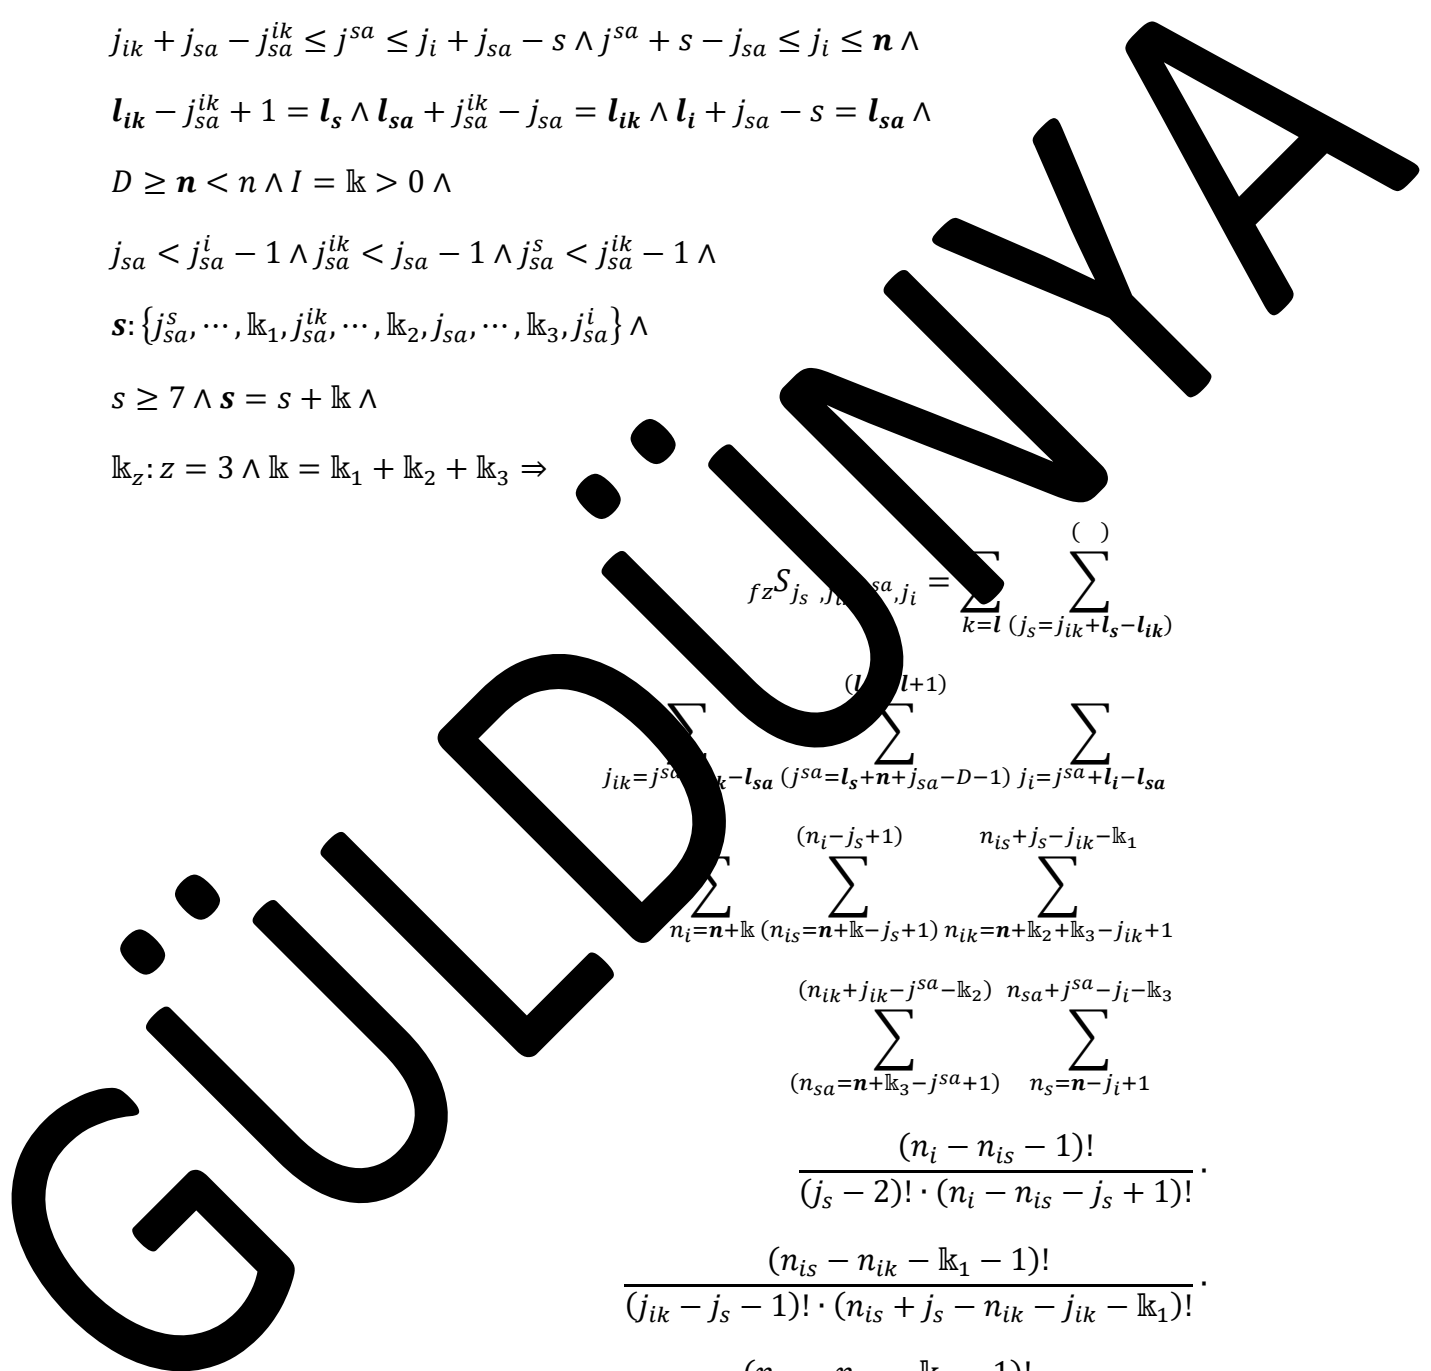 j_{ik} + j_{sa} − j_{sa}^{ik} ≤ j^{sa} ≤ j_i + j_{sa} − s ∧ j^{sa} + s − j_{sa} ≤ j_i ≤ n ∧
l_{ik} − j_{sa}^{ik} + 1 = l_s ∧ l_{sa} + j_{sa}^{ik} − j_{sa} = l_{ik} ∧ l_i + j_{sa} − s = l_{sa} ∧
D ≥ n < n ∧ I = 𝕜 > 0 ∧
j_{sa} < j_{sa}^{i} − 1 ∧ j_{sa}^{ik} < j_{sa} − 1 ∧ j_{sa}^{s} < j_{sa}^{ik} − 1 ∧
s: {j_{sa}^{s}, ⋯, 𝕜_1, j_{sa}^{ik}, ⋯, 𝕜_2, j_{sa}, ⋯, 𝕜_3, j_{sa}^{i}} ∧
s ≥ 7 ∧ s = s + 𝕜 ∧
𝕜_z: z = 3 ∧ 𝕜 = 𝕜_1 + 𝕜_2 + 𝕜_3 ⇒
( )
_{fz}S_{j_s ,,j_i} = ∑ ∑
k=l (j_s=j_{ik}+l_s−l_{ik})
l+1)
∑ ∑ ∑
−l_{sa} (j^{sa}=l_s+n+j_{sa}−D−1) j_i=j^{sa}+l_i−l_{sa}
(n_i−j_s+1) n_{is}+j_s−j_{ik}−𝕜_1
∑ ∑ ∑
n_i=n+𝕜 (n_{is}=n+𝕜−j_s+1) n_{ik}=n+𝕜_2+𝕜_3−j_{ik}+1
(n_{ik}+j_{ik}−j^{sa}−𝕜_2) n_{sa}+j^{sa}−j_i−𝕜_3
∑ ∑
(n_{sa}=n+𝕜_3−j^{sa}+1) n_s=n−j_i+1
(n_i − n_{is} − 1)!
(j_s − 2)! · (n_i − n_{is} − j_s + 1)! ·
(n_{is} − n_{ik} − 𝕜_1 − 1)!
(j_{ik} − j_s − 1)! · (n_{is} + j_s − n_{ik} − j_{ik} − 𝕜_1)! ·
GÜLDÜNYA